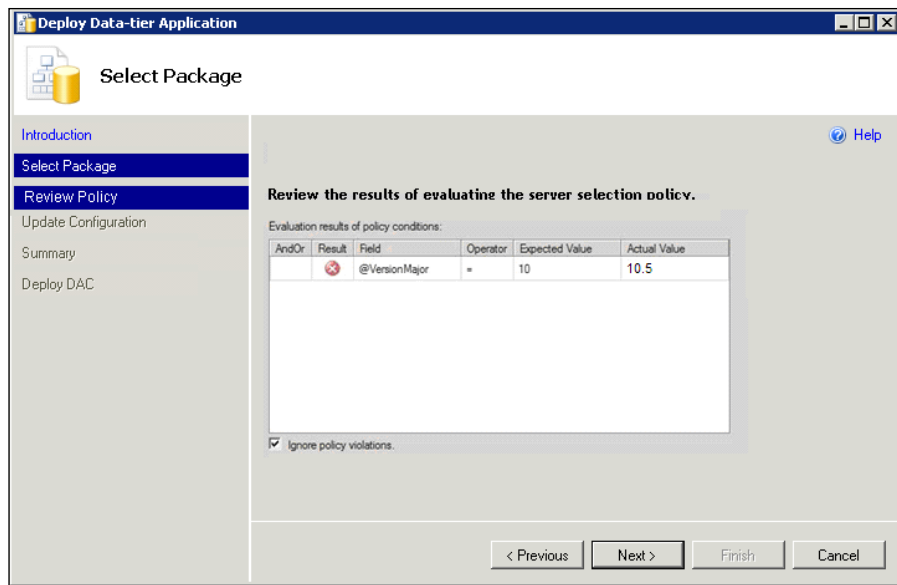 Deploy Data-tier Application
Select Package
Introduction
Help
Select Package
Review Policy
Update Configuration
Summary
Deploy DAC
Review the results of evaluating the server selection policy.
Evaluation results of policy conditions:
AndOr Result Field Operator Expected Value Actual Value
@VersionMajor = 10 10.5
Ignore policy violations.
< Previous Next > Finish Cancel